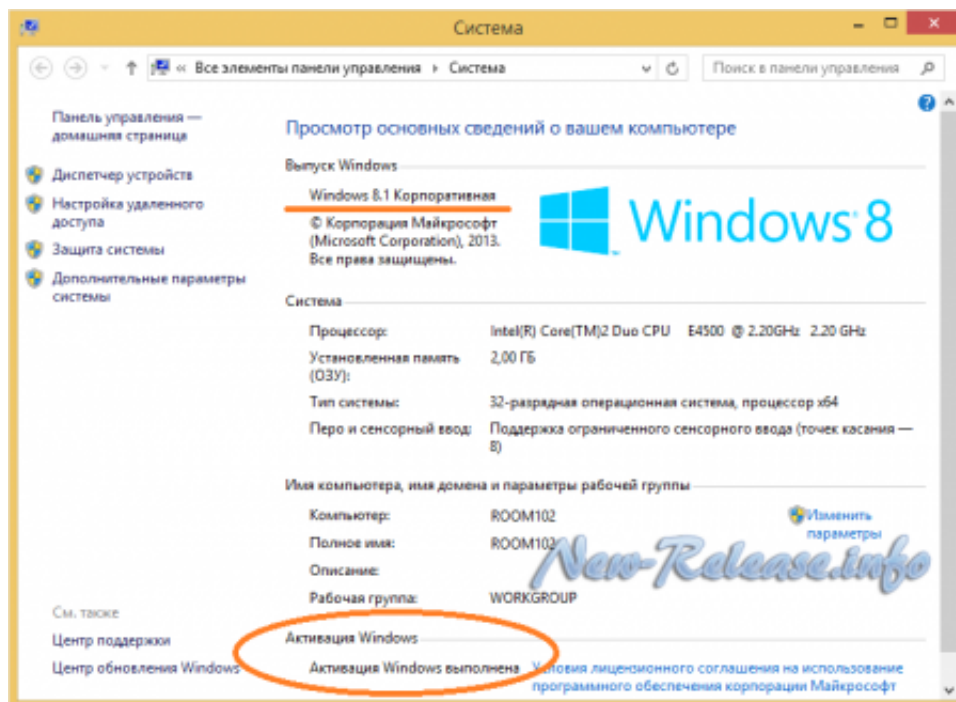 Система
« Все элементы панели управления ▸ Система
Поиск в панели управления
Панель управления —
домашняя страница
Диспетчер устройств
Настройка удаленного
доступа
Защита системы
Дополнительные параметры
системы
Просмотр основных сведений о вашем компьютере
Выпуск Windows
Windows 8.1 Корпоративная
© Корпорация Майкрософт
(Microsoft Corporation), 2013.
Все права защищены.
Windows 8
Система
Процессор: Intel(R) Core(TM)2 Duo CPU E4500 @ 2.20GHz 2.20 GHz
Установленная память 2,00 ГБ
(ОЗУ):
Тип системы: 32-разрядная операционная система, процессор x64
Перо и сенсорный ввод: Поддержка ограниченного сенсорного ввода (точек касания —
8)
Имя компьютера, имя домена и параметры рабочей группы
Компьютер: ROOM102
Изменить
параметры
Полное имя: ROOM102
Описание:
Рабочая группа: WORKGROUP
New-Release.info
См. также
Центр поддержки
Центр обновления Windows
Активация Windows
Активация Windows выполнена Условия лицензионного соглашения на использование
программного обеспечения корпорации Майкрософт